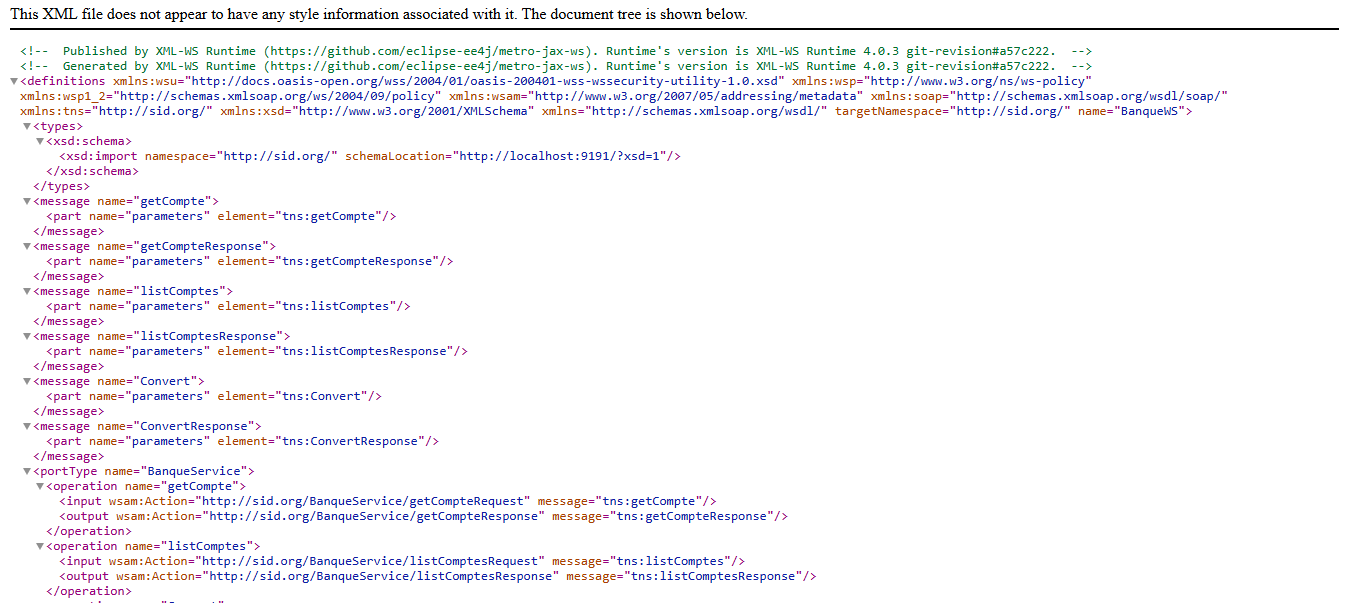 This XML file does not appear to have any style information associated with it. The document tree is shown below.
<!--  Published by XML-WS Runtime (https://github.com/eclipse-ee4j/metro-jax-ws). Runtime's version is XML-WS Runtime 4.0.3 git-revision#a57c222.  -->
<!--  Generated by XML-WS Runtime (https://github.com/eclipse-ee4j/metro-jax-ws). Runtime's version is XML-WS Runtime 4.0.3 git-revision#a57c222.  -->
<definitions xmlns:wsu="http://docs.oasis-open.org/wss/2004/01/oasis-200401-wss-wssecurity-utility-1.0.xsd" xmlns:wsp="http://www.w3.org/ns/ws-policy"
xmlns:wsp1_2="http://schemas.xmlsoap.org/ws/2004/09/policy" xmlns:wsam="http://www.w3.org/2007/05/addressing/metadata" xmlns:soap="http://schemas.xmlsoap.org/wsdl/soap/"
xmlns:tns="http://sid.org/" xmlns:xsd="http://www.w3.org/2001/XMLSchema" xmlns="http://schemas.xmlsoap.org/wsdl/" targetNamespace="http://sid.org/" name="BanqueWS">
<types>
<xsd:schema>
<xsd:import namespace="http://sid.org/" schemaLocation="http://localhost:9191/?xsd=1"/>
</xsd:schema>
</types>
<message name="getCompte">
<part name="parameters" element="tns:getCompte"/>
</message>
<message name="getCompteResponse">
<part name="parameters" element="tns:getCompteResponse"/>
</message>
<message name="listComptes">
<part name="parameters" element="tns:listComptes"/>
</message>
<message name="listComptesResponse">
<part name="parameters" element="tns:listComptesResponse"/>
</message>
<message name="Convert">
<part name="parameters" element="tns:Convert"/>
</message>
<message name="ConvertResponse">
<part name="parameters" element="tns:ConvertResponse"/>
</message>
<portType name="BanqueService">
<operation name="getCompte">
<input wsam:Action="http://sid.org/BanqueService/getCompteRequest" message="tns:getCompte"/>
<output wsam:Action="http://sid.org/BanqueService/getCompteResponse" message="tns:getCompteResponse"/>
</operation>
<operation name="listComptes">
<input wsam:Action="http://sid.org/BanqueService/listComptesRequest" message="tns:listComptes"/>
<output wsam:Action="http://sid.org/BanqueService/listComptesResponse" message="tns:listComptesResponse"/>
</operation>